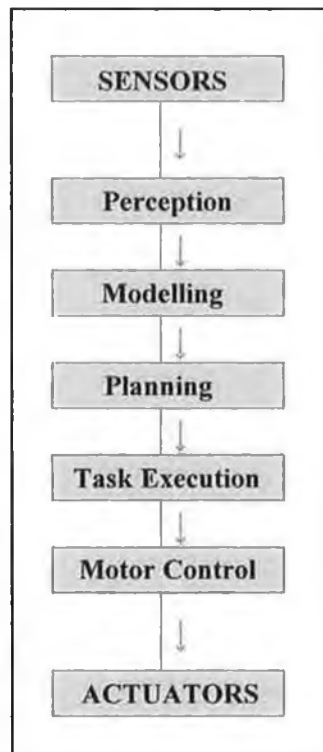 SENSORS
Perception
Modelling
Planning
Task Execution
Motor Control
ACTUATORS